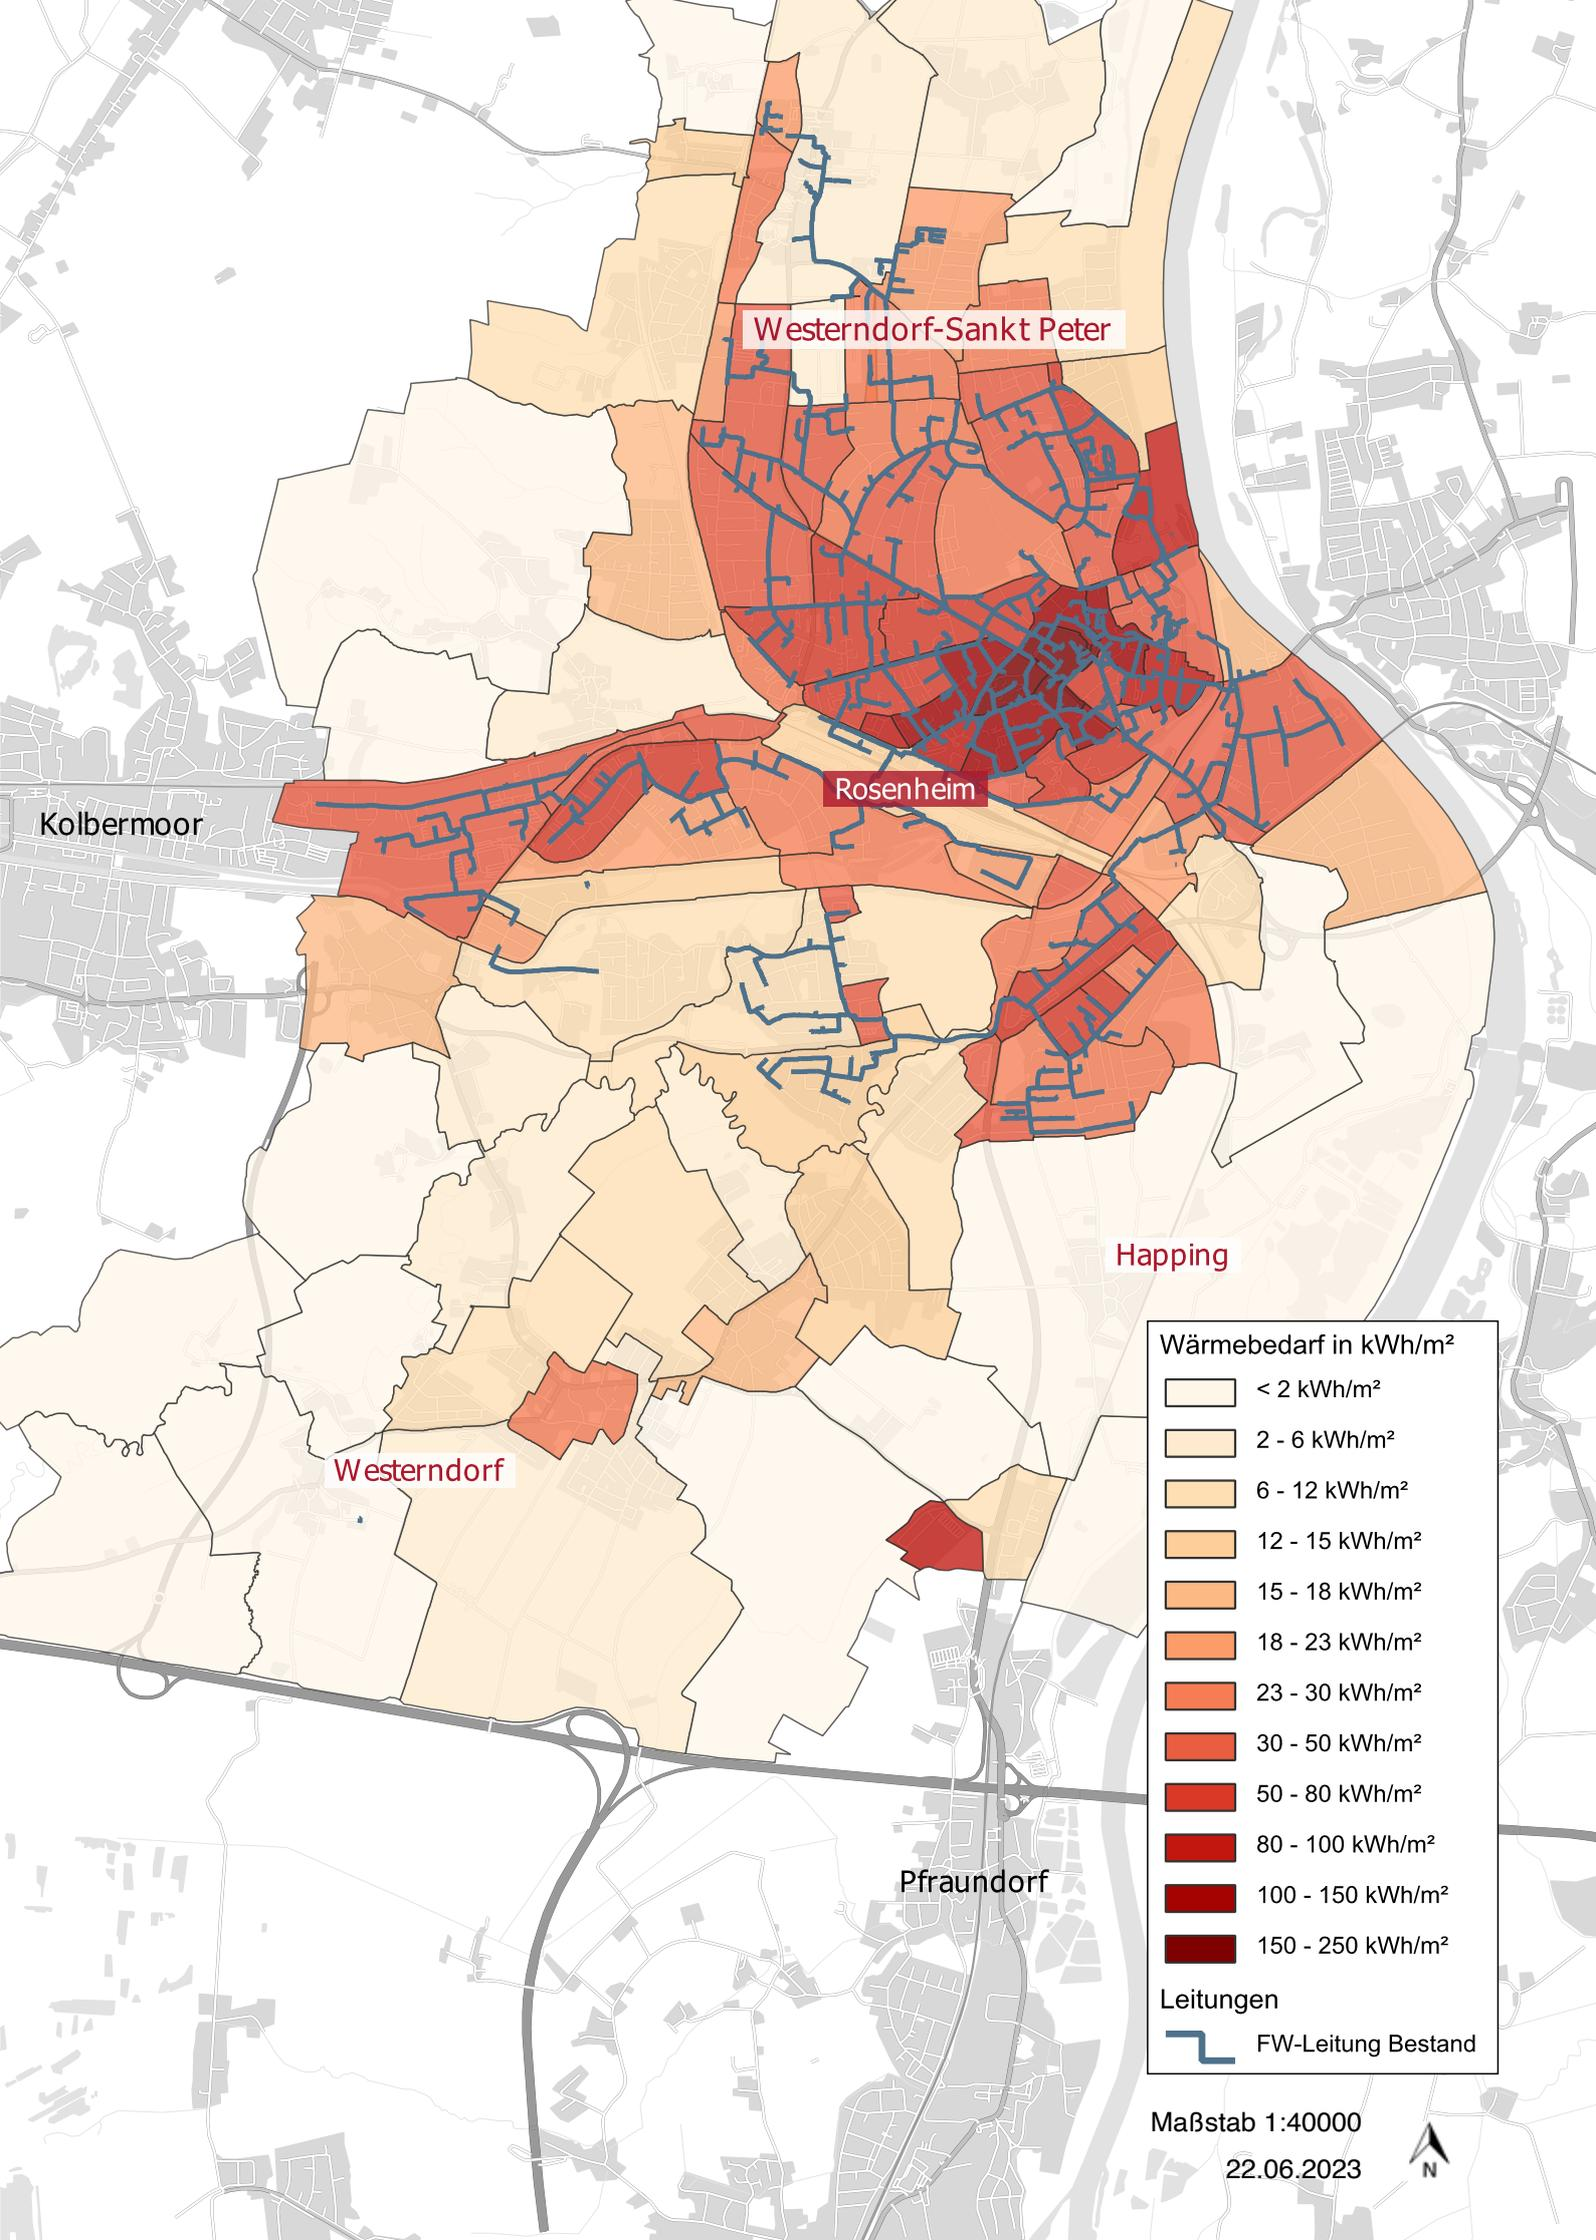 Westerndorf-Sankt Peter
Rosenheim
Kolbermoor
Happing
Westerndorf
Pfraundorf
Wärmebedarf in kWh/m²
< 2 kWh/m²
2 - 6 kWh/m²
6 - 12 kWh/m²
12 - 15 kWh/m²
15 - 18 kWh/m²
18 - 23 kWh/m²
23 - 30 kWh/m²
30 - 50 kWh/m²
50 - 80 kWh/m²
80 - 100 kWh/m²
100 - 150 kWh/m²
150 - 250 kWh/m²
Leitungen
FW-Leitung Bestand
Maßstab 1:40000
22.06.2023
N